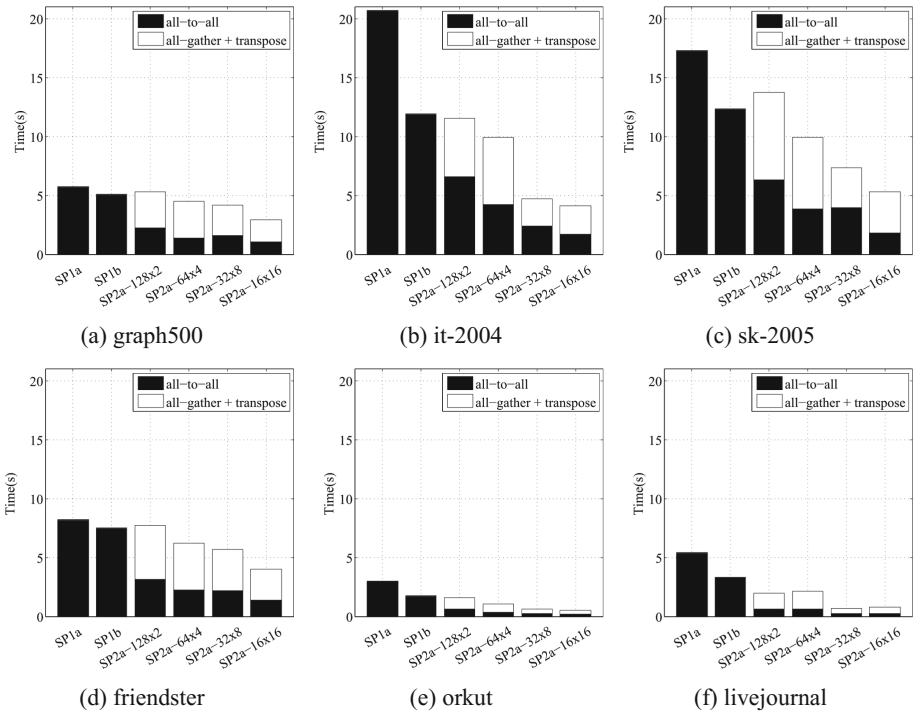 20
15
10
5
0
Time(s)
all-to-all
all-gather + transpose
SP1a
SP1b
SP2a-128x2
SP2a-64x4
SP2a-32x8
SP2a-16x16
(a) graph500
20
15
10
5
0
Time(s)
all-to-all
all-gather + transpose
SP1a
SP1b
SP2a-128x2
SP2a-64x4
SP2a-32x8
SP2a-16x16
(b) it-2004
20
15
10
5
0
Time(s)
all-to-all
all-gather + transpose
SP1a
SP1b
SP2a-128x2
SP2a-64x4
SP2a-32x8
SP2a-16x16
(c) sk-2005
20
15
10
5
0
Time(s)
all-to-all
all-gather + transpose
SP1a
SP1b
SP2a-128x2
SP2a-64x4
SP2a-32x8
SP2a-16x16
(d) friendster
20
15
10
5
0
Time(s)
all-to-all
all-gather + transpose
SP1a
SP1b
SP2a-128x2
SP2a-64x4
SP2a-32x8
SP2a-16x16
(e) orkut
20
15
10
5
0
Time(s)
all-to-all
all-gather + transpose
SP1a
SP1b
SP2a-128x2
SP2a-64x4
SP2a-32x8
SP2a-16x16
(f) livejournal